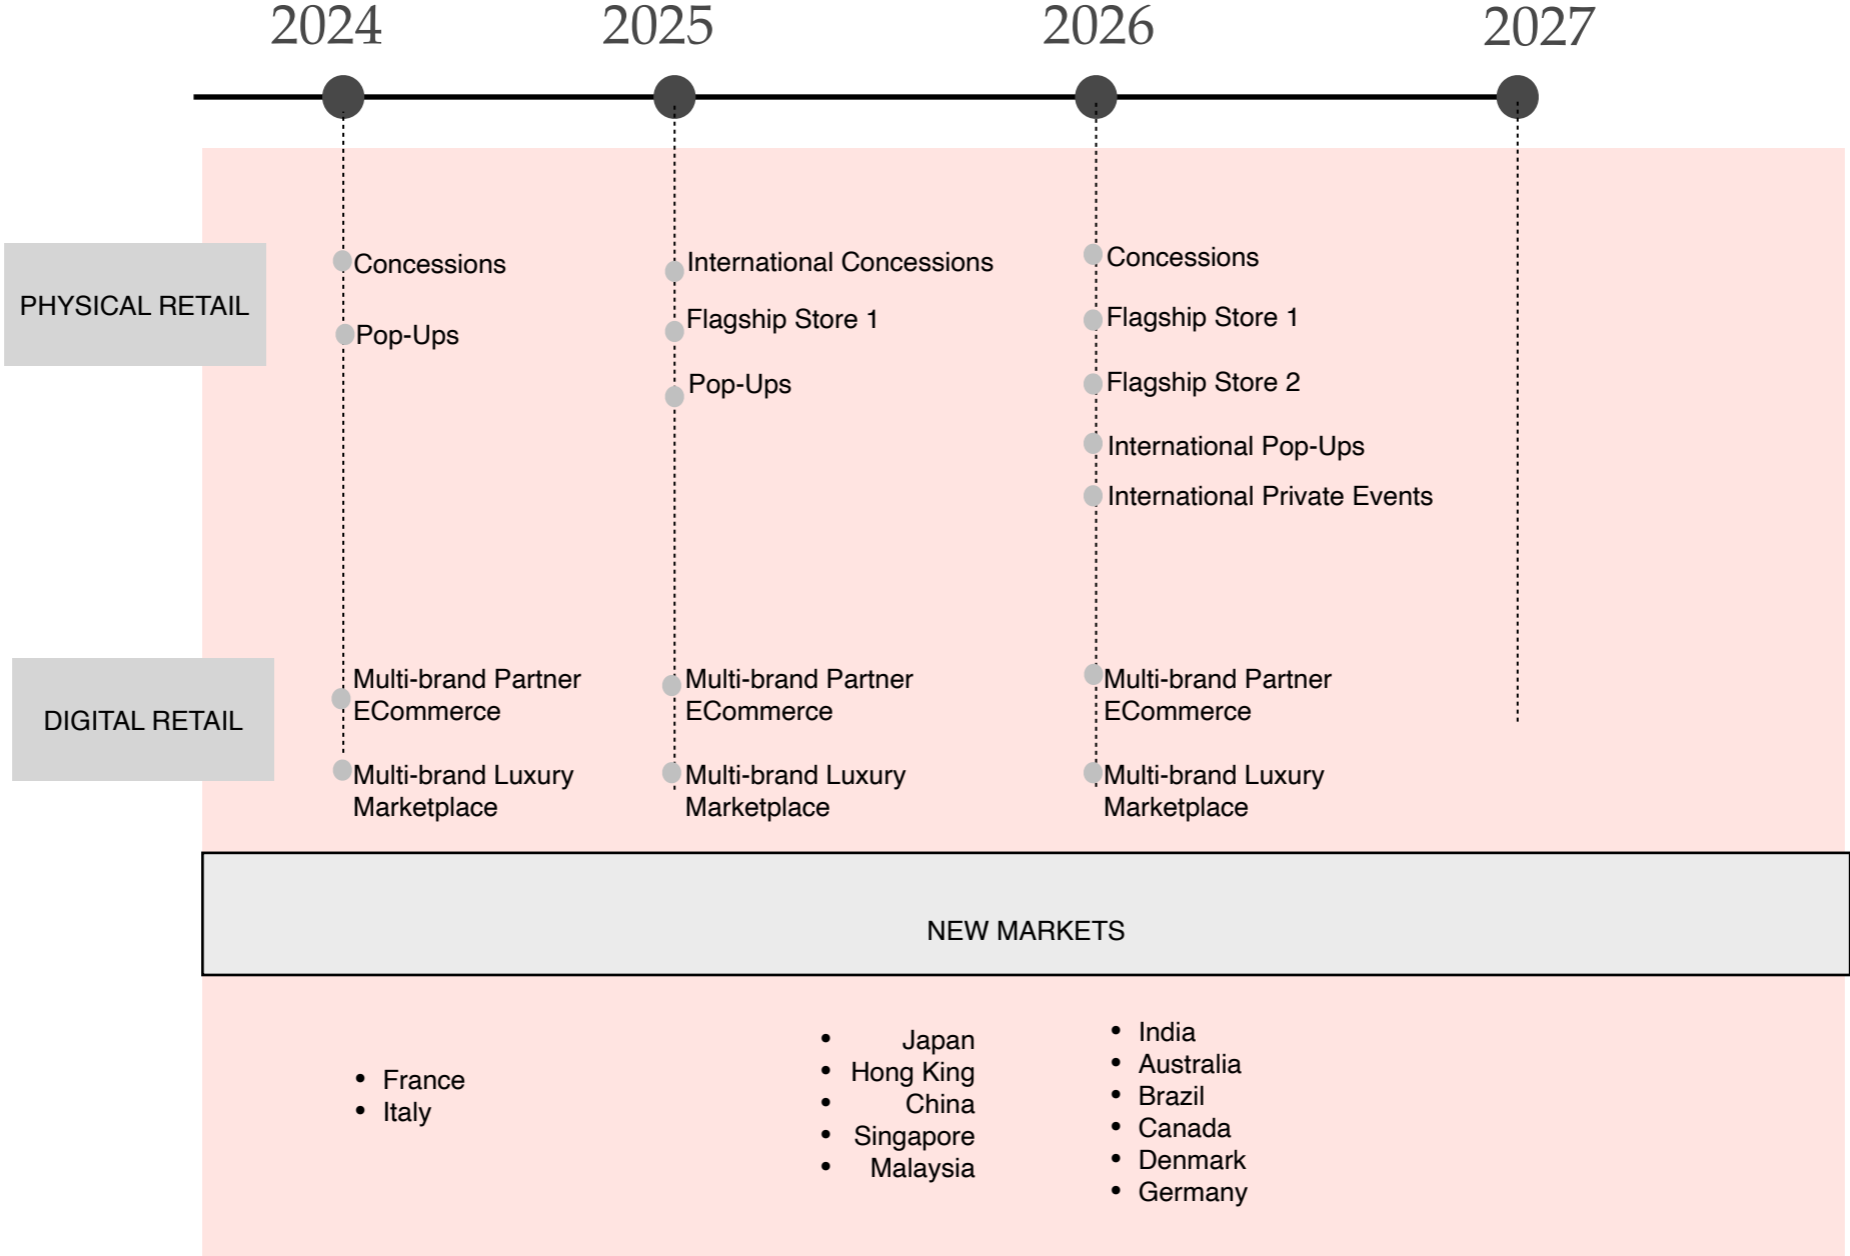 2024
2025
2026
2027
PHYSICAL RETAIL
Concessions
Pop-Ups
International Concessions
Flagship Store 1
Pop-Ups
Concessions
Flagship Store 1
Flagship Store 2
International Pop-Ups
International Private Events
DIGITAL RETAIL
Multi-brand Partner
ECommerce
Multi-brand Luxury
Marketplace
Multi-brand Partner
ECommerce
Multi-brand Luxury
Marketplace
Multi-brand Partner
ECommerce
Multi-brand Luxury
Marketplace
NEW MARKETS
• France
• Italy
• Japan
• Hong King
• China
• Singapore
• Malaysia
• India
• Australia
• Brazil
• Canada
• Denmark
• Germany